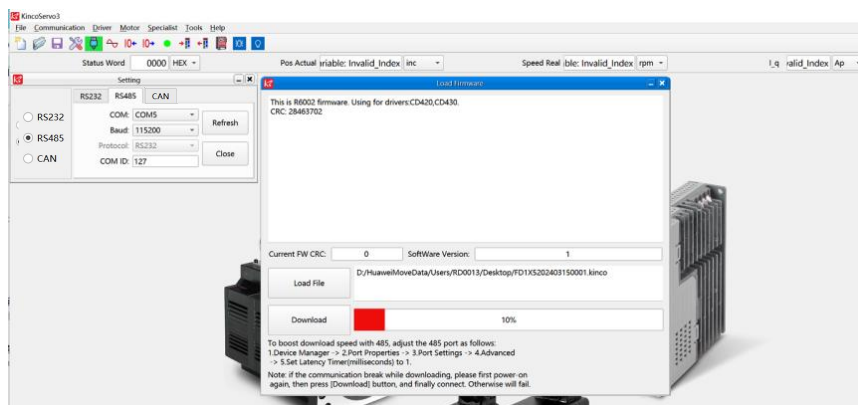 KincoServo3
File Communication Driver Motor Specialist Tools Help
Status Word 0000 HEX Pos Actual ariable: Invalid_Index inc Speed Real ble: Invalid_Index rpm I_q valid_Index Ap
Setting
RS232 RS485 CAN
RS232
RS485
CAN
COM: COM5
Baud: 115200
Protocol: RS232
COM ID: 127
Refresh
Close
Load Firmware
This is R6002 firmware. Using for drivers:CD420,CD430.
CRC: 28463702
Current FW CRC: 0 SoftWare Version: 1
Load File D:/HuaweiMoveData/Users/RD0013/Desktop/FD1X5202403150001.kinco
Download 10%
To boost download speed with 485, adjust the 485 port as follows:
1.Device Manager -> 2.Port Properties -> 3.Port Settings -> 4.Advanced
-> 5.Set Latency Timer(milliseconds) to 1.
Note: if the communication break while downloading, please first power-on
again, then press [Download] button, and finally connect. Otherwise will fail.